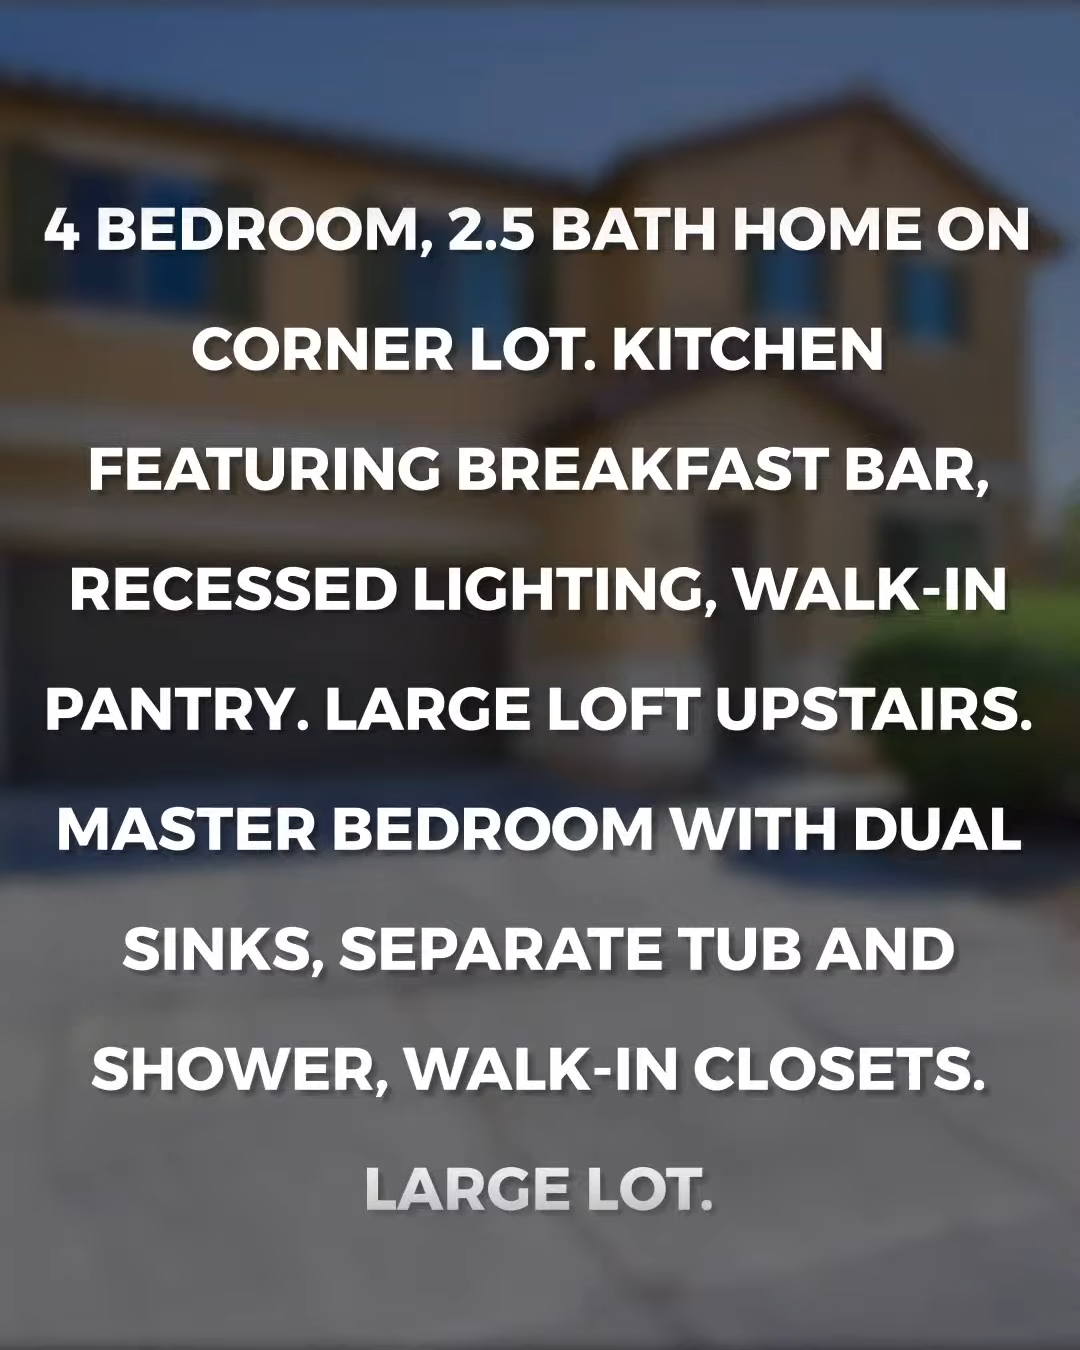 4 BEDROOM, 2.5 BATH HOME ON
CORNER LOT. KITCHEN
FEATURING BREAKFAST BAR,
RECESSED LIGHTING, WALK-IN
PANTRY. LARGE LOFT UPSTAIRS.
MASTER BEDROOM WITH DUAL
SINKS, SEPARATE TUB AND
SHOWER, WALK-IN CLOSETS.
LARGE LOT.